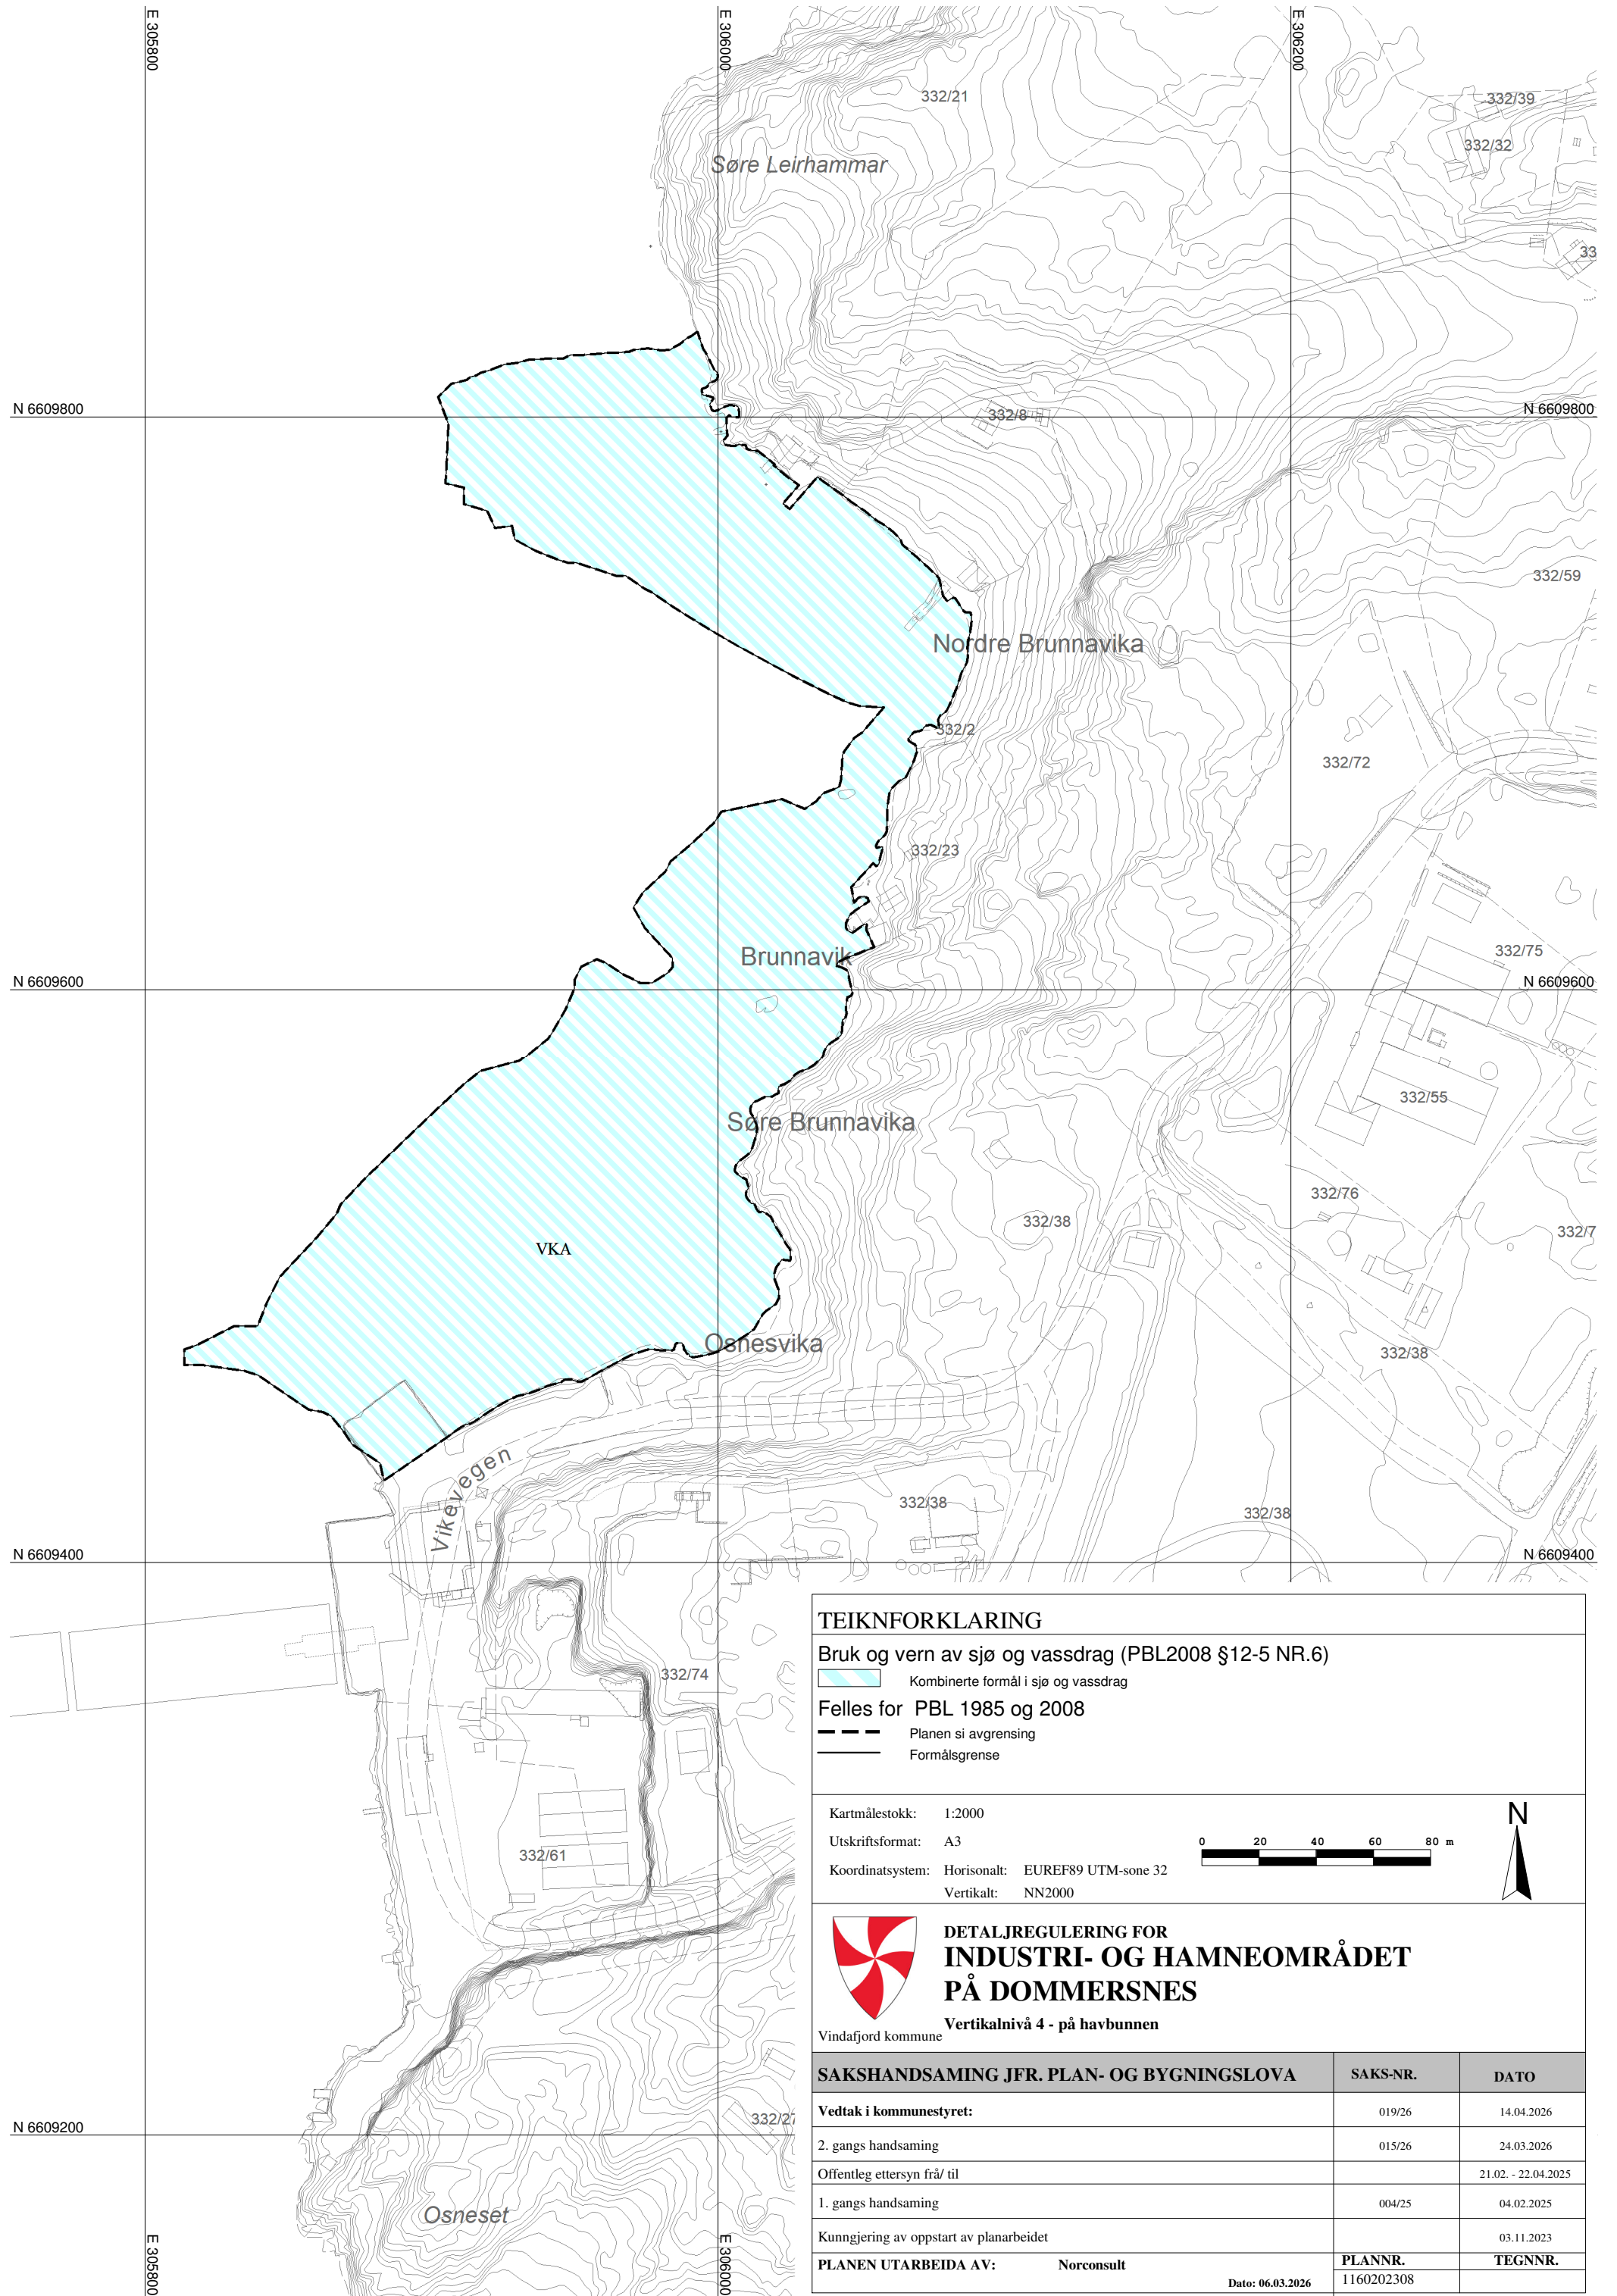 E 305800
E 306000
E 306200
332/21
332/39
332/32
Søre Leirhammar
33
N 6609800
332/8
N 6609800
332/59
Nordre Brunnavika
332/2
332/72
332/23
Brunnavik
332/75
N 6609600
N 6609600
332/55
Søre Brunnavika
332/76
332/38
332/7
VKA
Osnesvika
332/38
Vikevegen
332/38
332/38
N 6609400
N 6609400
332/74
332/61
332/27
N 6609200
Osneset
E 305800
E 306000
TEIKNFORKLARING
Bruk og vern av sjø og vassdrag (PBL2008 §12-5 NR.6)
Kombinerte formål i sjø og vassdrag
Felles for PBL 1985 og 2008
Planen si avgrensing
Formålsgrense
Kartmålestokk: 1:2000
Utskriftsformat: A3
Koordinatsystem: Horisonalt: EUREF89 UTM-sone 32
Vertikalt: NN2000
0 20 40 60 80 m
N
DETALJREGULERING FOR
INDUSTRI- OG HAMNEOMRÅDET
PÅ DOMMERSNES
Vertikalnivå 4 - på havbunnen
Vindafjord kommune
SAKSHANDSAMING JFR. PLAN- OG BYGNINGSLOVA SAKS-NR. DATO
Vedtak i kommunestyret: 019/26 14.04.2026
2. gangs handsaming 015/26 24.03.2026
Offentleg ettersyn frå/ til 21.02. - 22.04.2025
1. gangs handsaming 004/25 04.02.2025
Kunngjering av oppstart av planarbeidet 03.11.2023
PLANEN UTARBEIDA AV: Norconsult PLANNR. TEGNNR.
Dato: 06.03.2026 1160202308